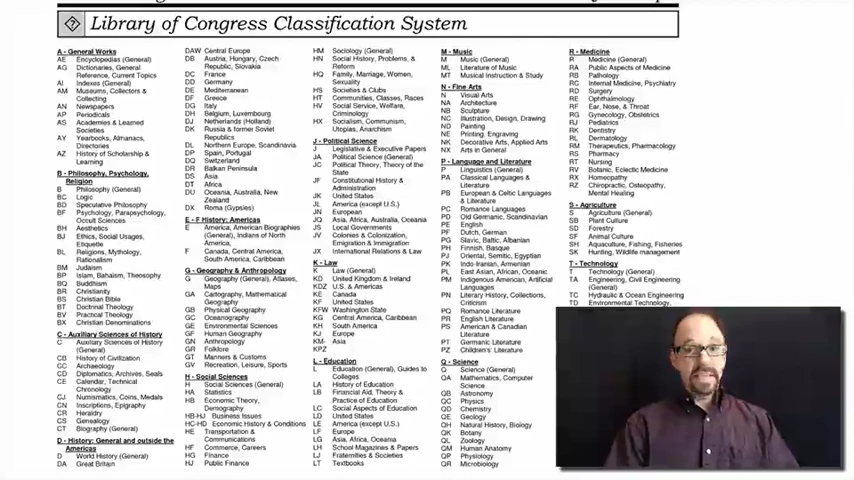 Library of Congress Classification System
A - General Works
AE Encyclopedias (General)
AG Dictionaries, General
Reference, Current Topics
AI Indexes (General)
AM Museums, Collectors &
Collecting
AN Newspapers
AP Periodicals
AS Academies & Learned
Societies
AY Yearbooks, Almanacs,
Directories
AZ History of Scholarship &
Learning
B - Philosophy, Psychology,
Religion
B Philosophy (General)
BC Logic
BD Speculative Philosophy
BF Psychology, Parapsychology,
Occult Sciences
BH Aesthetics
BJ Ethics, Social Usages,
Etiquette
BL Religions, Mythology,
Rationalism
BM Judaism
BP Islam, Bahaism, Theosophy
BQ Buddhism
BR Christianity
BS Christian Bible
BT Doctrinal Theology
BV Practical Theology
BX Christian Denominations
C - Auxiliary Sciences of History
C Auxiliary Sciences of History
(General)
CB History of Civilization
CC Archaeology
CD Diplomatics, Archives, Seals
CE Calendar, Technical
Chronology
CJ Numismatics, Coins, Medals
CN Inscriptions, Epigraphy
CR Heraldry
CS Genealogy
CT Biography (General)
D - History: General and outside the
Americas
D World History (General)
DA Great Britain
DAW Central Europe
DB Austria, Hungary, Czech
Republic, Slovakia
DC France
DD Germany
DE Mediterranean
DF Greece
DG Italy
DH Belgium, Luxembourg
DJ Netherlands (Holland)
DK Russia & former Soviet
Republics
DL Northern Europe, Scandinavia
DP Spain, Portugal
DQ Switzerland
DR Balkan Peninsula
DS Asia
DT Africa
DU Oceania, Australia, New
Zealand
DX Roma (Gypsies)
E - F History: Americas
E America, American Biographies
(General), Indians of North
America,
F Canada, Central America,
South America, Caribbean
G - Geography & Anthropology
G Geography (General), Atlases,
Maps
GA Cartography, Mathematical
Geography
GB Physical Geography
GC Oceanography
GE Environmental Sciences
GF Human Geography
GN Anthropology
GR Folklore
GT Manners & Customs
GV Recreation, Leisure, Sports
H - Social Sciences
H Social Sciences (General)
HA Statistics
HB Economic Theory,
Demography
HB-HJ Business Issues
HC-HD Economic History & Conditions
HE Transportation &
Communications
HF Commerce, Careers
HG Finance
HJ Public Finance
HM Sociology (General)
HN Social History, Problems, &
Reform
HQ Family, Marriage, Women,
Sexuality
HS Societies & Clubs
HT Communities, Classes, Races
HV Social Service, Welfare,
Criminology
HX Socialism, Communism,
Utopias, Anarchism
J - Political Science
J Legislative & Executive Papers
JA Political Science (General)
JC Political Theory, Theory of the
State
JF Constitutional History &
Administration
JK United States
JL America (except U.S.)
JN European
JQ Asia, Africa, Australia, Oceania
JS Local Governments
JV Colonies & Colonization,
Emigration & Immigration
JX International Relations & Law
K - Law
K Law (General)
KD United Kingdom & Ireland
KDZ U.S. & Americas
KE Canada
KF United States
KFW Washington State
KG Central America, Caribbean
KH South America
KJ Europe
KM- Asia
KPZ
L - Education
L Education (General), Guides to
Colleges
LA History of Education
LB Financial Aid, Theory &
Practice of Education
LC Social Aspects of Education
LD United States
LE America (except U.S.)
LF Europe
LG Asia, Africa, Oceania
LH School Magazines & Papers
LJ Fraternities & Societies
LT Textbooks
M - Music
M Music (General)
ML Literature of Music
MT Musical Instruction & Study
N - Fine Arts
N Visual Arts
NA Architecture
NB Sculpture
NC Illustration, Design, Drawing
ND Painting
NE Printing, Engraving
NK Decorative Arts, Applied Arts
NX Arts in General
P - Language and Literature
P Linguistics (General)
PA Classical Languages &
Literature
PB European & Celtic Languages
& Literature
PC Romance Languages
PD Old Germanic, Scandinavian
PE English
PF Dutch, German
PG Slavic, Baltic, Albanian
PH Finnish, Basque
PJ Oriental, Semitic, Egyptian
PK Indo-Iranian, Armenian
PL East Asian, African, Oceanic
PM Indigenous American, Artificial
Languages
PN Literary History, Collections,
Criticism
PQ Romance Literature
PR English Literature
PS American & Canadian
Literature
PT Germanic Literature
PZ Children's Literature
Q - Science
Q Science (General)
QA Mathematics, Computer
Science
QB Astronomy
QC Physics
QD Chemistry
QE Geology
QH Natural History, Biology
QK Botany
QL Zoology
QM Human Anatomy
QP Physiology
QR Microbiology
R - Medicine
R Medicine (General)
RA Public Aspects of Medicine
RB Pathology
RC Internal Medicine, Psychiatry
RD Surgery
RE Ophthalmology
RF Ear, Nose, & Throat
RG Gynecology, Obstetrics
RJ Pediatrics
RK Dentistry
RL Dermatology
RM Therapeutics, Pharmacology
RS Pharmacy
RT Nursing
RV Botanic, Eclectic Medicine
RX Homeopathy
RZ Chiropractic, Osteopathy,
Mental Healing
S - Agriculture
S Agriculture (General)
SB Plant Culture
SD Forestry
SF Animal Culture
SH Aquaculture, Fishing, Fisheries
SK Hunting, Wildlife management
T - Technology
T Technology (General)
TA Engineering, Civil Engineering
(General)
TC Hydraulic & Ocean Engineering
TD Environmental Technology,